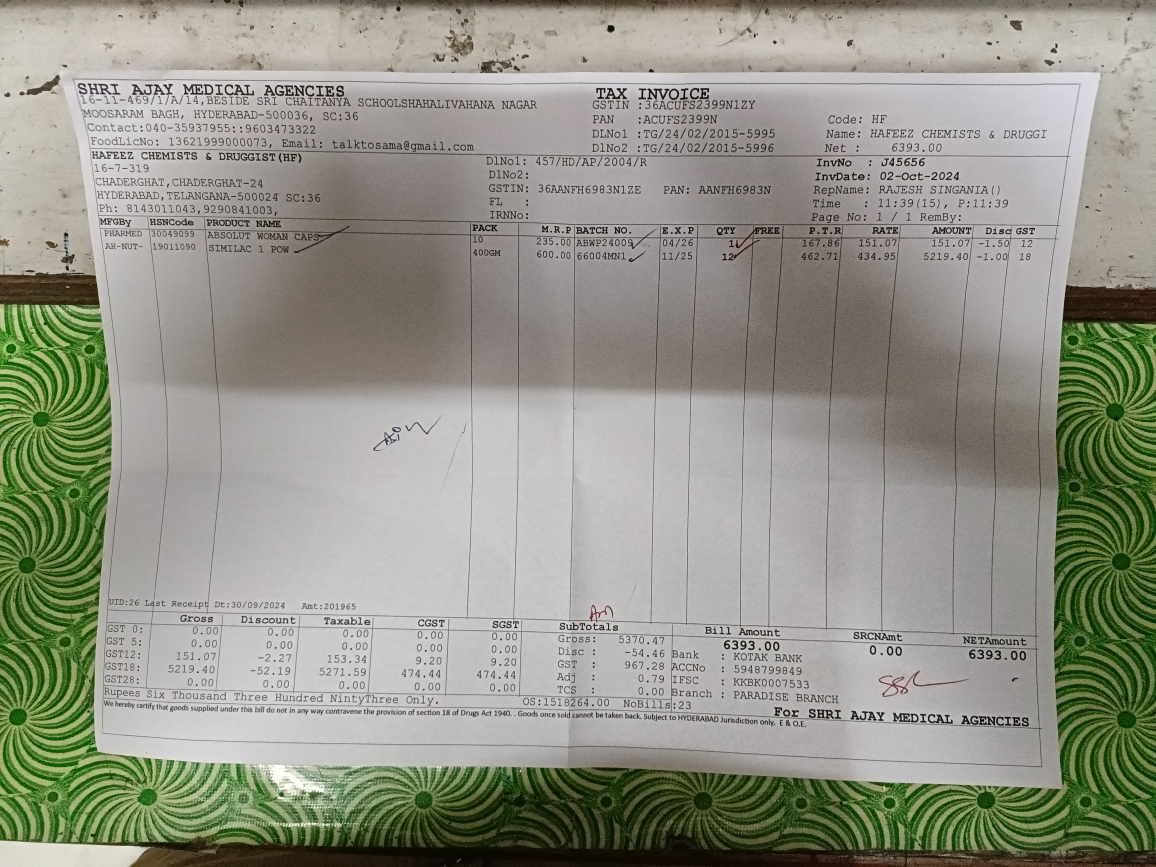 SHRI AJAY MEDICAL AGENCIES
16-11-469/1/A/14,BESIDE SRI CHAITANYA SCHOOLSHAHALIVAHANA NAGAR
MOOSARAM BAGH, HYDERABAD-500036, SC:36
Contact:040-35937955::9603473322
FoodLicNo: 13621999000073, Email: talktosama@gmail.com
TAX INVOICE
GSTIN :36ACUFS2399N1ZY
PAN :ACUFS2399N
DLNo1 :TG/24/02/2015-5995
DLNo2 :TG/24/02/2015-5996
Code: HF
Name: HAFEEZ CHEMISTS & DRUGGI
Net : 6393.00
HAFEEZ CHEMISTS & DRUGGIST(HF)
16-7-319
CHADERGHAT,CHADERGHAT-24
HYDERABAD,TELANGANA-500024 SC:36
Ph: 8143011043,9290841003,
DlNo1: 457/HD/AP/2004/R
DlNo2:
GSTIN: 36AANFH6983N1ZE PAN: AANFH6983N
FL :
IRNNo:
InvNo : J45656
InvDate: 02-Oct-2024
RepName: RAJESH SINGANIA()
Time : 11:39(15), P:11:39
Page No: 1 / 1 RemBy:
MFGBy HSNCode PRODUCT NAME PACK M.R.P BATCH NO. E.X.P QTY FREE P.T.R RATE AMOUNT Disc GST
PHARMED 30049099 ABSOLUT WOMAN CAPS 10 235.00 ABWP24009 04/26 1 167.86 151.07 151.07 -1.50 12
AH-NUT- 19011090 SIMILAC 1 POW 400GM 600.00 66004MN1 11/25 12 462.71 434.95 5219.40 -1.00 18
UID:26 Last Receipt Dt:30/09/2024 Amt:201965
Gross Discount Taxable CGST SGST
GST 0: 0.00 0.00 0.00 0.00 0.00
GST 5: 0.00 0.00 0.00 0.00 0.00
GST12: 151.07 -2.27 153.34 9.20 9.20
GST18: 5219.40 -52.19 5271.59 474.44 474.44
GST28: 0.00 0.00 0.00 0.00 0.00
SubTotals
Gross: 5370.47
Disc : -54.46
GST : 967.28
Adj : 0.79
TCS : 0.00
Bill Amount
6393.00
Bank : KOTAK BANK
ACCNo : 5948799849
IFSC : KKBK0007533
Branch : PARADISE BRANCH
SRCNAmt
0.00
NETAmount
6393.00
Rupees Six Thousand Three Hundred NintyThree Only. OS:1518264.00 NoBills:23
We hereby certify that goods supplied under this bill do not in any way contravene the provision of section 18 of Drugs Act 1940. . Goods once sold cannot be taken back. Subject to HYDERABAD Jurisdiction only. E & O.E.
For SHRI AJAY MEDICAL AGENCIES